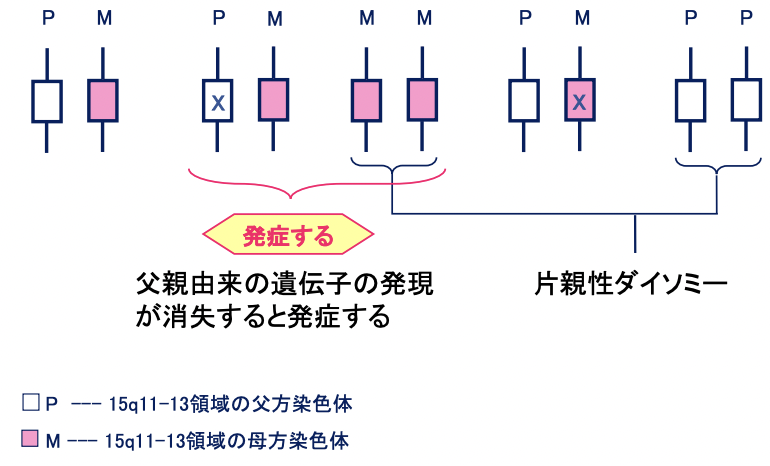 P M P M M M P M P P
X X
発症する
父親由来の遺伝子の発現
が消失すると発症する
片親性ダイソミー
P --- 15q11-13領域の父方染色体
M --- 15q11-13領域の母方染色体